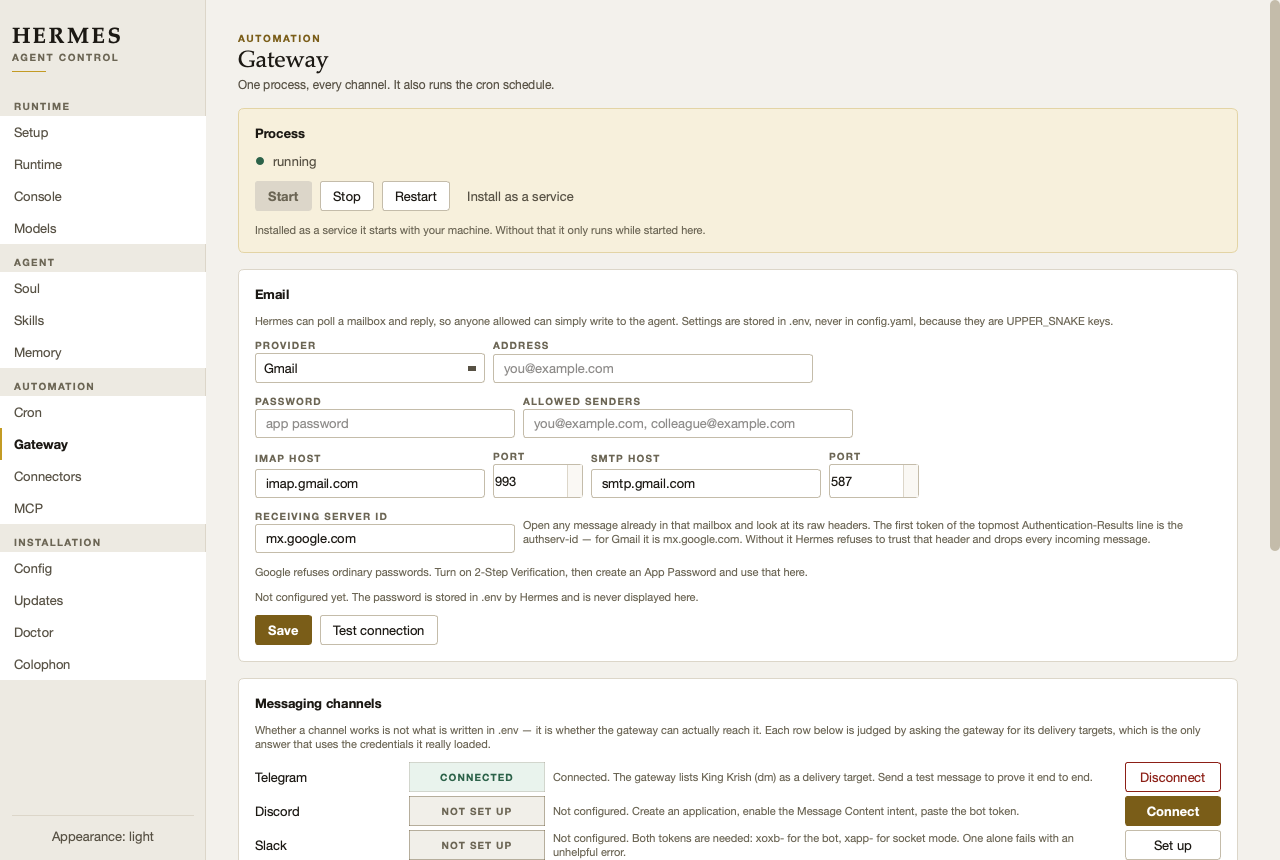 HERMES
AGENT CONTROL
RUNTIME
Setup
Runtime
Console
Models
AGENT
Soul
Skills
Memory
AUTOMATION
Cron
Gateway
Connectors
MCP
INSTALLATION
Config
Updates
Doctor
Colophon
Appearance: light
AUTOMATION
Gateway
One process, every channel. It also runs the cron schedule.
Process
running
Start Stop Restart Install as a service
Installed as a service it starts with your machine. Without that it only runs while started here.
Email
Hermes can poll a mailbox and reply, so anyone allowed can simply write to the agent. Settings are stored in .env, never in config.yaml, because they are UPPER_SNAKE keys.
PROVIDER ADDRESS
Gmail you@example.com
PASSWORD ALLOWED SENDERS
app password you@example.com, colleague@example.com
IMAP HOST PORT SMTP HOST PORT
imap.gmail.com 993 smtp.gmail.com 587
RECEIVING SERVER ID
mx.google.com
Open any message already in that mailbox and look at its raw headers. The first token of the topmost Authentication-Results line is the
authserv-id — for Gmail it is mx.google.com. Without it Hermes refuses to trust that header and drops every incoming message.
Google refuses ordinary passwords. Turn on 2-Step Verification, then create an App Password and use that here.
Not configured yet. The password is stored in .env by Hermes and is never displayed here.
Save Test connection
Messaging channels
Whether a channel works is not what is written in .env — it is whether the gateway can actually reach it. Each row below is judged by asking the gateway for its delivery targets, which is the only
answer that uses the credentials it really loaded.
Telegram CONNECTED Connected. The gateway lists King Krish (dm) as a delivery target. Send a test message to prove it end to end. Disconnect
Discord NOT SET UP Not configured. Create an application, enable the Message Content intent, paste the bot token. Connect
Slack NOT SET UP Not configured. Both tokens are needed: xoxb- for the bot, xapp- for socket mode. One alone fails with an
unhelpful error. Set up